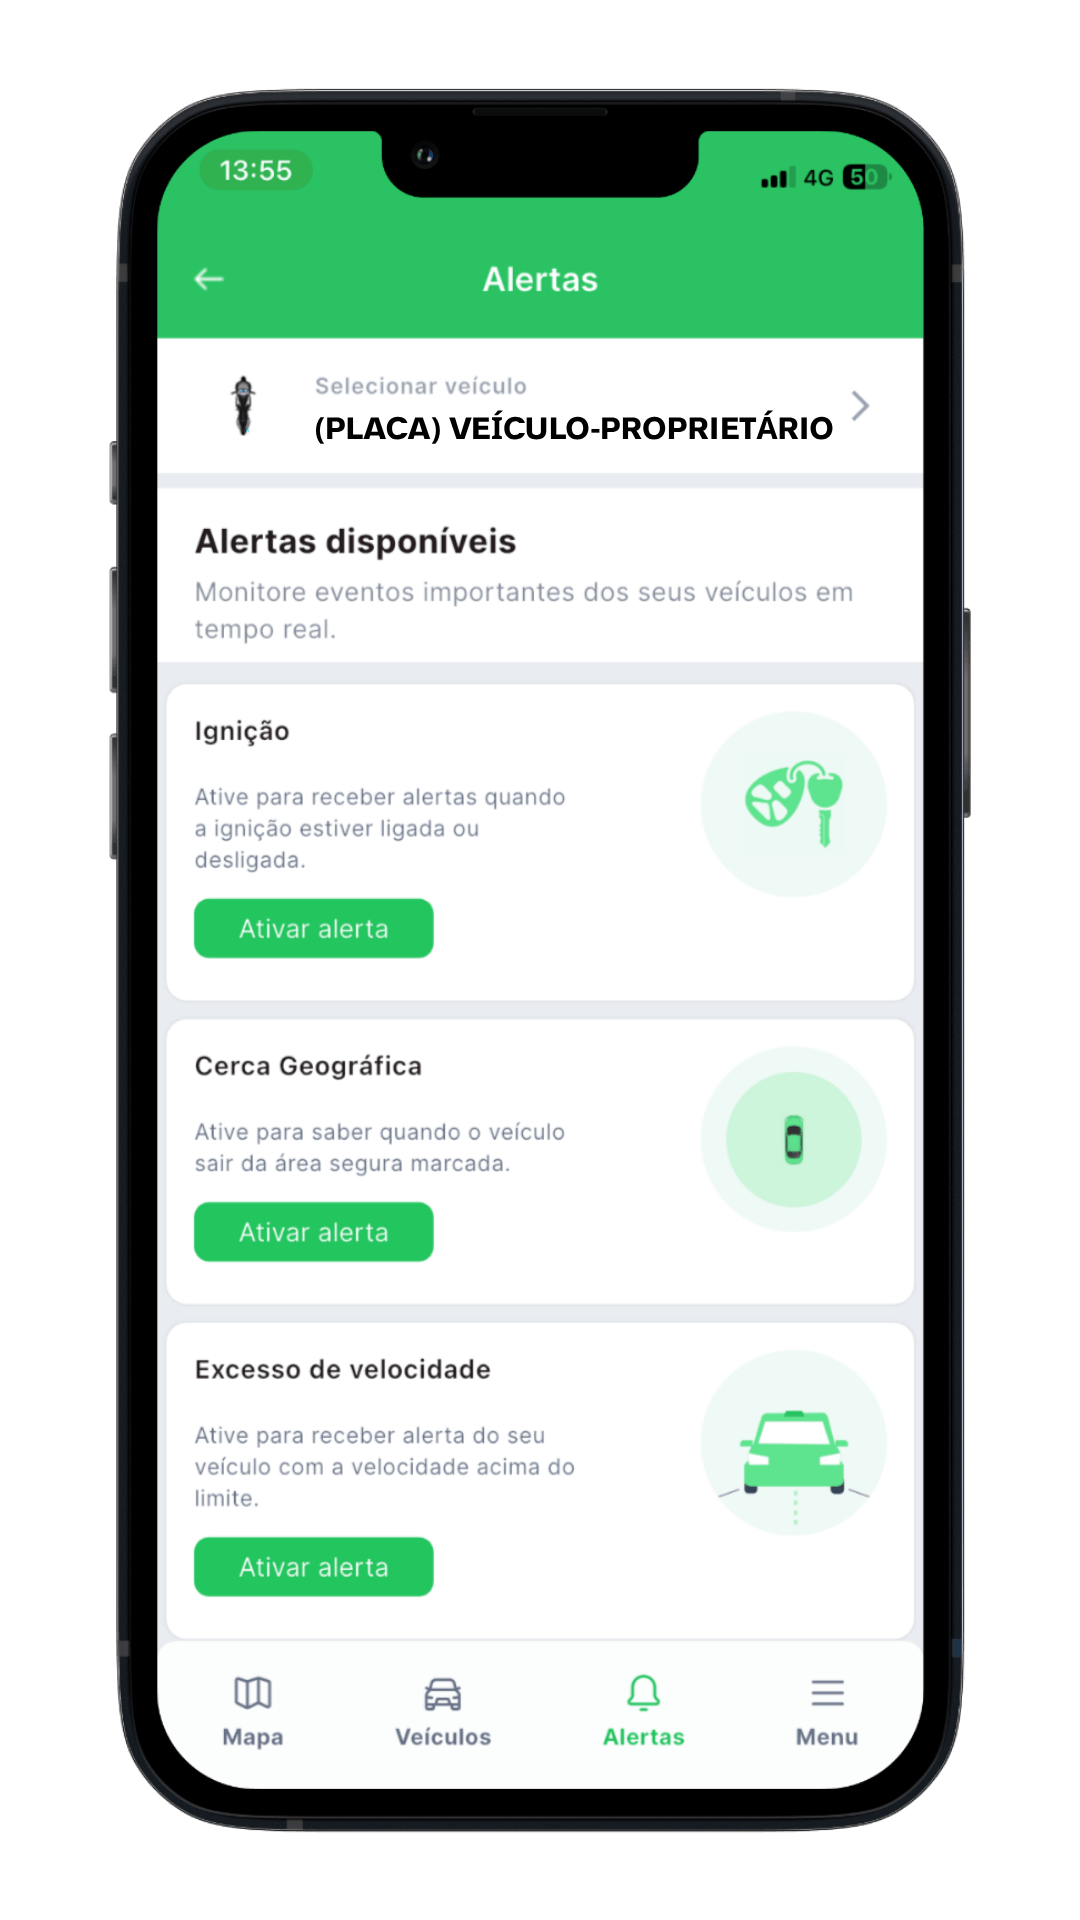 13:55
4G 50
Alertas
Selecionar veículo
(PLACA) VEÍCULO-PROPRIETÁRIO
Alertas disponíveis
Monitore eventos importantes dos seus veículos em
tempo real.
Ignição
Ative para receber alertas quando
a ignição estiver ligada ou
desligada.
Ativar alerta
Cerca Geográfica
Ative para saber quando o veículo
sair da área segura marcada.
Ativar alerta
Excesso de velocidade
Ative para receber alerta do seu
veículo com a velocidade acima do
limite.
Ativar alerta
Mapa Veículos Alertas Menu